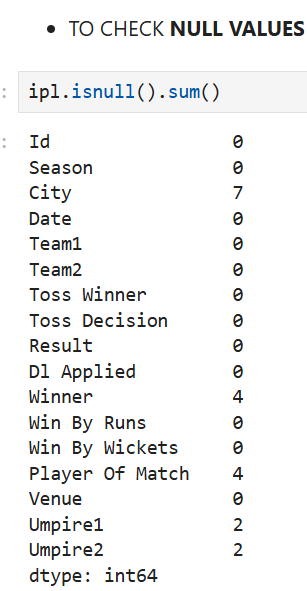 • TO CHECK NULL VALUES
: ipl.isnull().sum()
: Id 0
Season 0
City 7
Date 0
Team1 0
Team2 0
Toss Winner 0
Toss Decision 0
Result 0
Dl Applied 0
Winner 4
Win By Runs 0
Win By Wickets 0
Player Of Match 4
Venue 0
Umpire1 2
Umpire2 2
dtype: int64